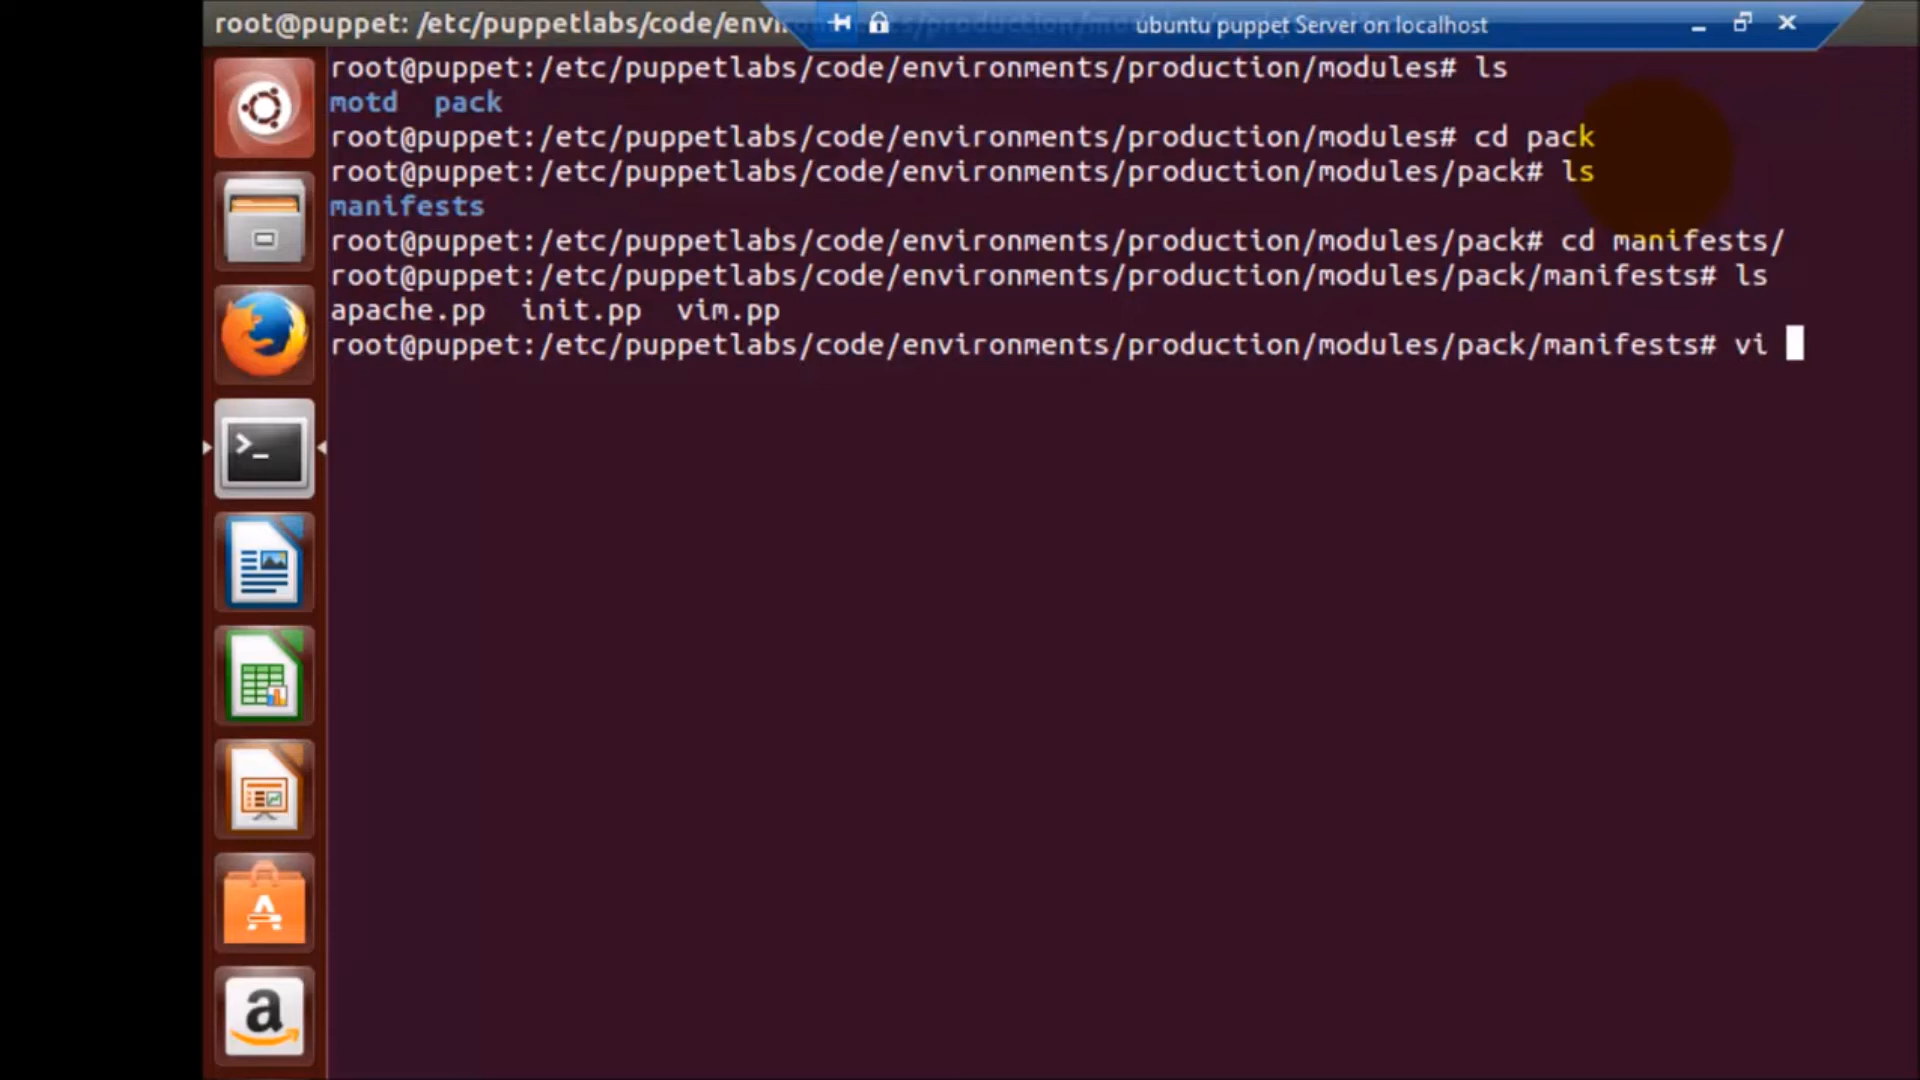 root@puppet: /etc/puppetlabs/code/envi
ubuntu puppet Server on localhost
root@puppet:/etc/puppetlabs/code/environments/production/modules# ls
motd  pack
root@puppet:/etc/puppetlabs/code/environments/production/modules# cd pack
root@puppet:/etc/puppetlabs/code/environments/production/modules/pack# ls
manifests
root@puppet:/etc/puppetlabs/code/environments/production/modules/pack# cd manifests/
root@puppet:/etc/puppetlabs/code/environments/production/modules/pack/manifests# ls
apache.pp  init.pp  vim.pp
root@puppet:/etc/puppetlabs/code/environments/production/modules/pack/manifests# vi